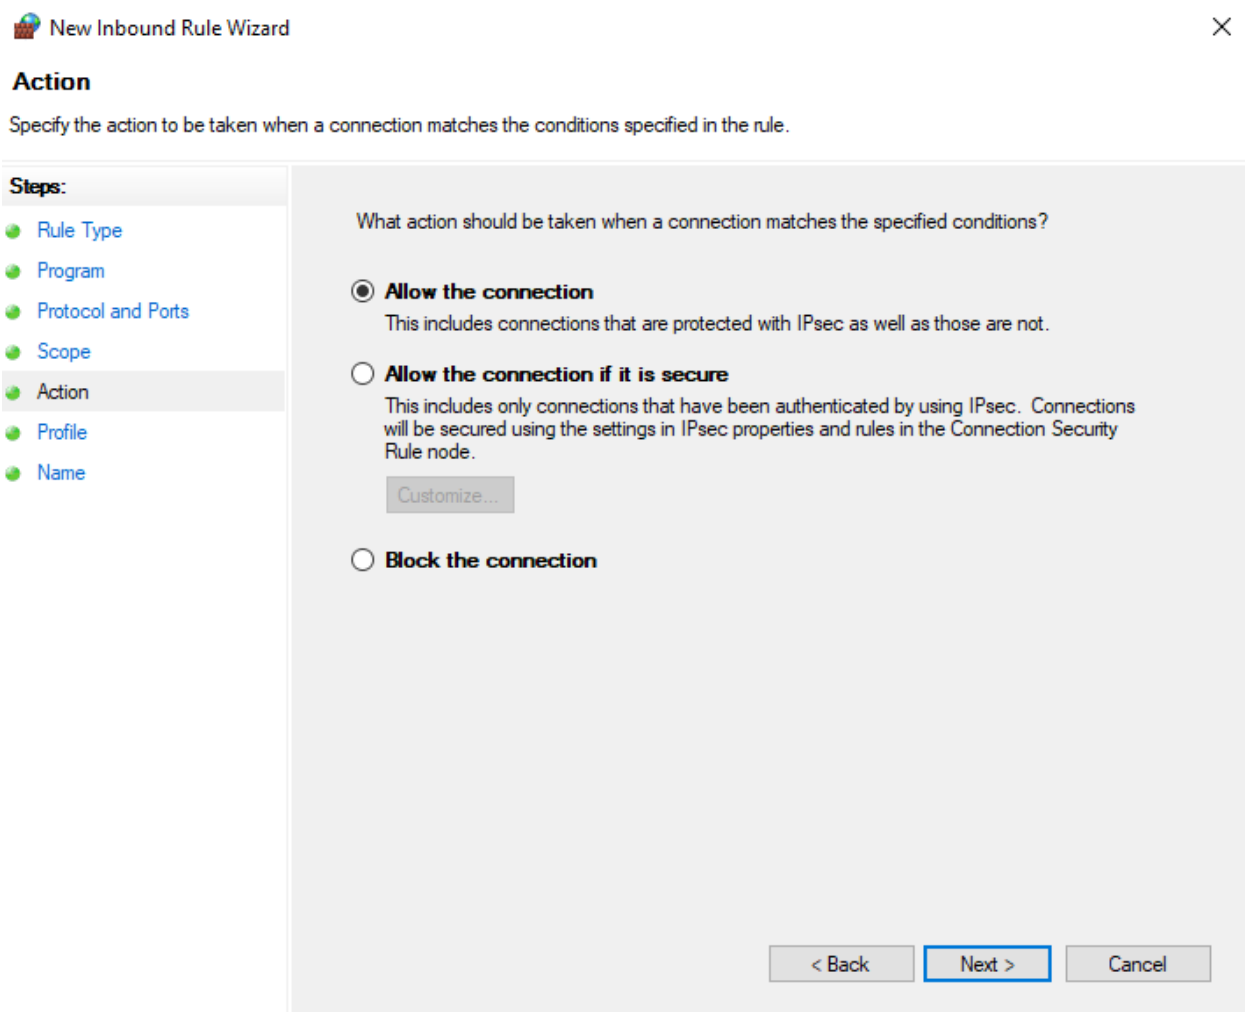 New Inbound Rule Wizard
Action
Specify the action to be taken when a connection matches the conditions specified in the rule.
Steps:
Rule Type
Program
Protocol and Ports
Scope
Action
Profile
Name
What action should be taken when a connection matches the specified conditions?
Allow the connection
This includes connections that are protected with IPsec as well as those are not.
Allow the connection if it is secure
This includes only connections that have been authenticated by using IPsec. Connections
will be secured using the settings in IPsec properties and rules in the Connection Security
Rule node.
Customize...
Block the connection
< Back
Next >
Cancel